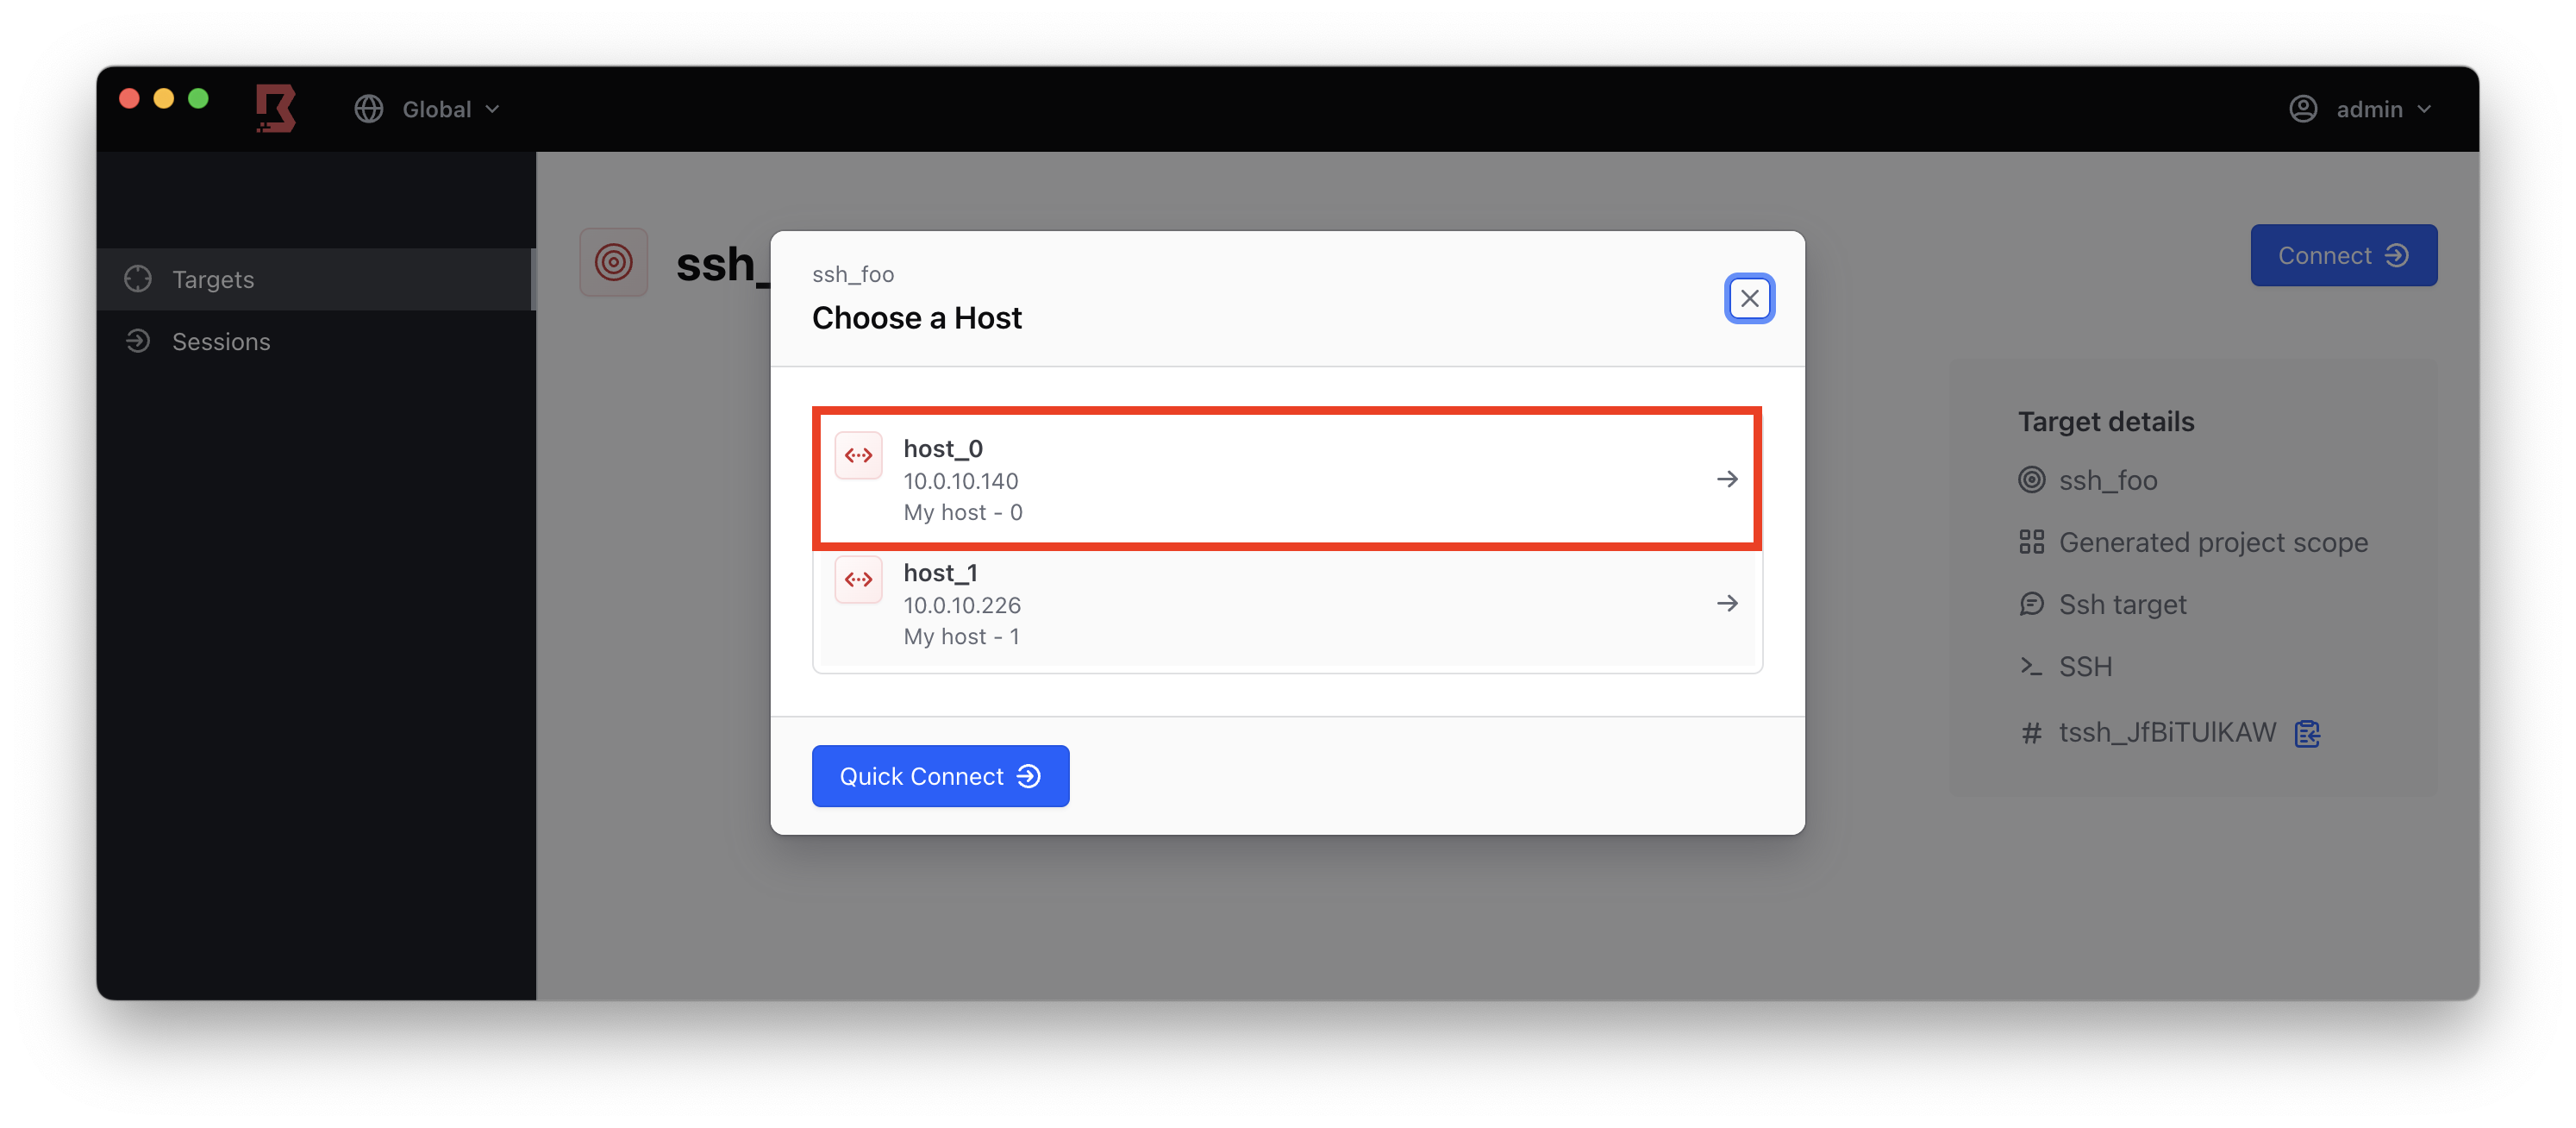 Global
admin
Targets
Sessions
ssh_
Connect
ssh_foo
Choose a Host
host_0
10.0.10.140
My host - 0
host_1
10.0.10.226
My host - 1
Quick Connect
Target details
ssh_foo
Generated project scope
Ssh target
SSH
tssh_JfBiTUlKAW